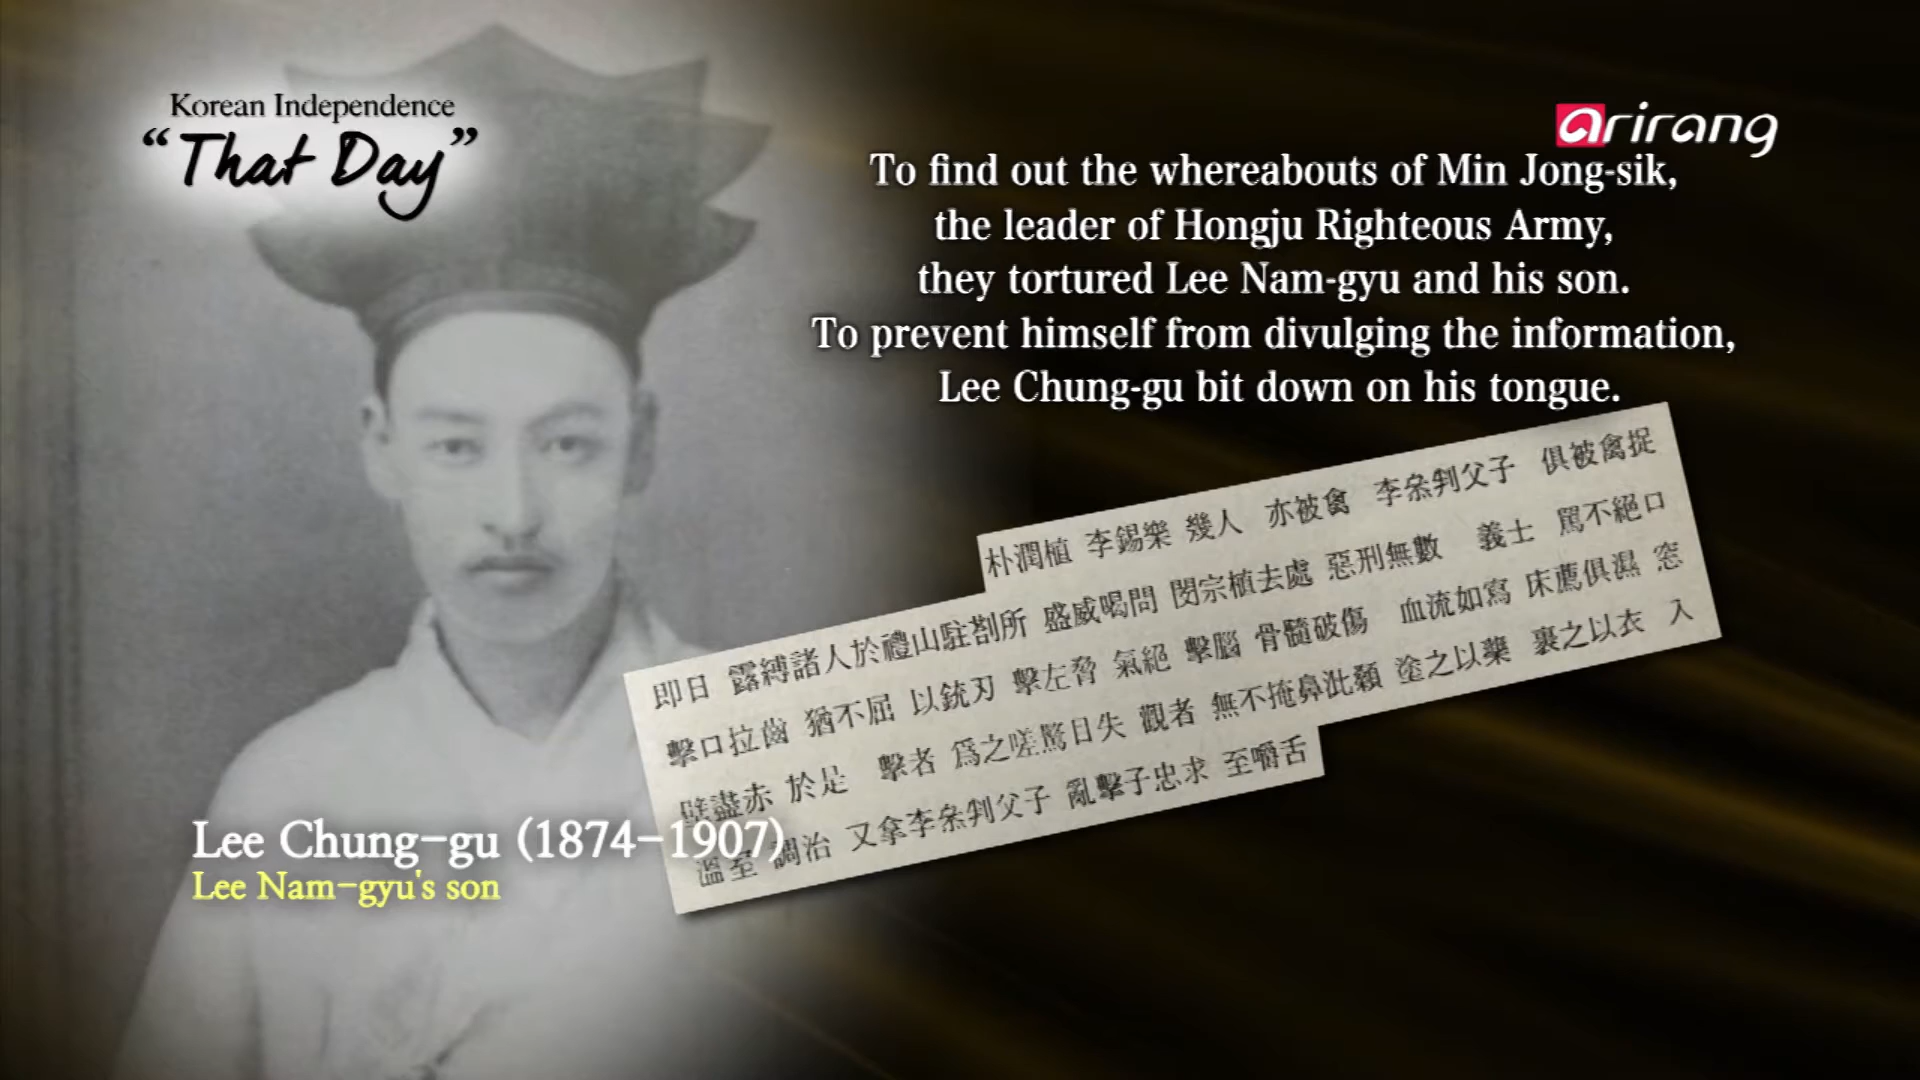 Korean Independence
“That Day”
arirang
To find out the whereabouts of Min Jong-sik,
the leader of Hongju Righteous Army,
they tortured Lee Nam-gyu and his son.
To prevent himself from divulging the information,
Lee Chung-gu bit down on his tongue.
朴潤植 李錫樂 幾人 亦被禽 李叅判父子 俱被禽捉
即日 露縛諸人於禮山駐劄所 盛威喝問 閔宗植去處 惡刑無數 義士 罵不絕口
擊口拉齒 猶不屈 以銃刃 擊左脅 氣絕 擊腦 骨髓破傷 血流如寫 床薦俱濕 窓
壁盡赤 於是 擊者 爲之嗟 目失 觀者 無不掩鼻泚顙 塗之以藥 裹之以衣 入
溫 調治 又拿李叅判父子 亂擊子忠求 至嚼舌
Lee Chung-gu (1874-1907)
Lee Nam-gyu's son